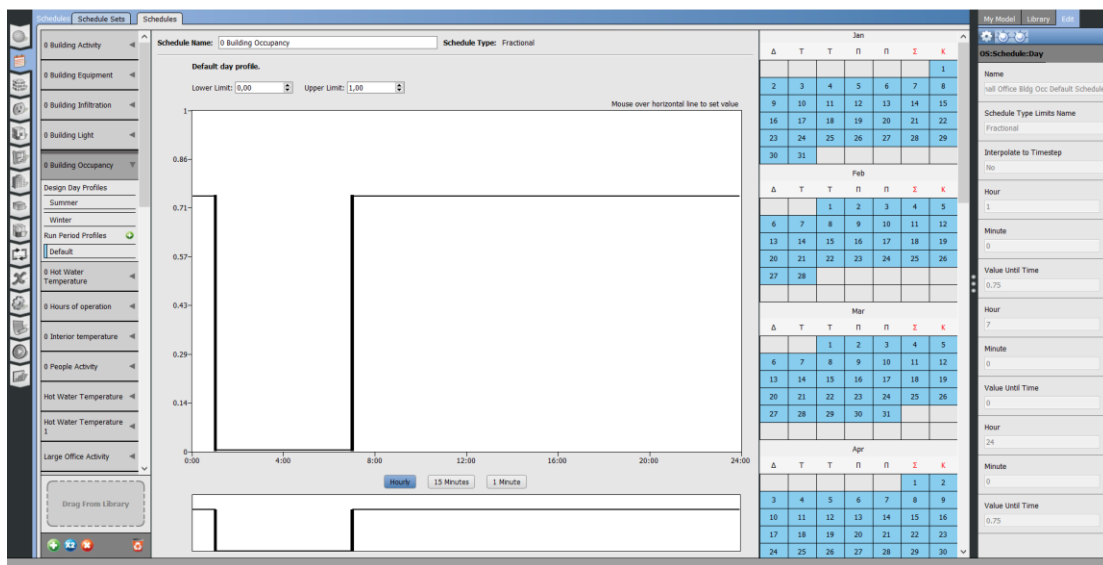 Schedules
Schedule Sets
Schedules
My Model
Library
Edit
0 Building Activity
0 Building Equipment
0 Building Infiltration
0 Building Light
0 Building Occupancy
Design Day Profiles
Summer
Winter
Run Period Profiles
Default
0 Hot Water
Temperature
0 Hours of operation
0 Interior temperature
0 People Activity
Hot Water Temperature
Hot Water Temperature
1
Large Office Activity
Drag From Library
x2
Schedule Name: 0 Building Occupancy
Schedule Type: Fractional
Default day profile.
Lower Limit: 0,00
Upper Limit: 1,00
Mouse over horizontal line to set value
1
0.86
0.71
0.57
0.43
0.29
0.14
0
0:00 4:00 8:00 12:00 16:00 20:00 24:00
Hourly
15 Minutes
1 Minute
Jan
Δ Τ Τ Π Π Σ Κ
1
2 3 4 5 6 7 8
9 10 11 12 13 14 15
16 17 18 19 20 21 22
23 24 25 26 27 28 29
30 31
Feb
Δ Τ Τ Π Π Σ Κ
1 2 3 4 5
6 7 8 9 10 11 12
13 14 15 16 17 18 19
20 21 22 23 24 25 26
27 28
Mar
Δ Τ Τ Π Π Σ Κ
1 2 3 4 5
6 7 8 9 10 11 12
13 14 15 16 17 18 19
20 21 22 23 24 25 26
27 28 29 30 31
Apr
Δ Τ Τ Π Π Σ Κ
1 2
3 4 5 6 7 8 9
10 11 12 13 14 15 16
17 18 19 20 21 22 23
24 25 26 27 28 29 30
OS:Schedule:Day
Name
nall Office Bldg Occ Default Schedule
Schedule Type Limits Name
Fractional
Interpolate to Timestep
No
Hour
1
Minute
0
Value Until Time
0.75
Hour
7
Minute
0
Value Until Time
0
Hour
24
Minute
0
Value Until Time
0.75